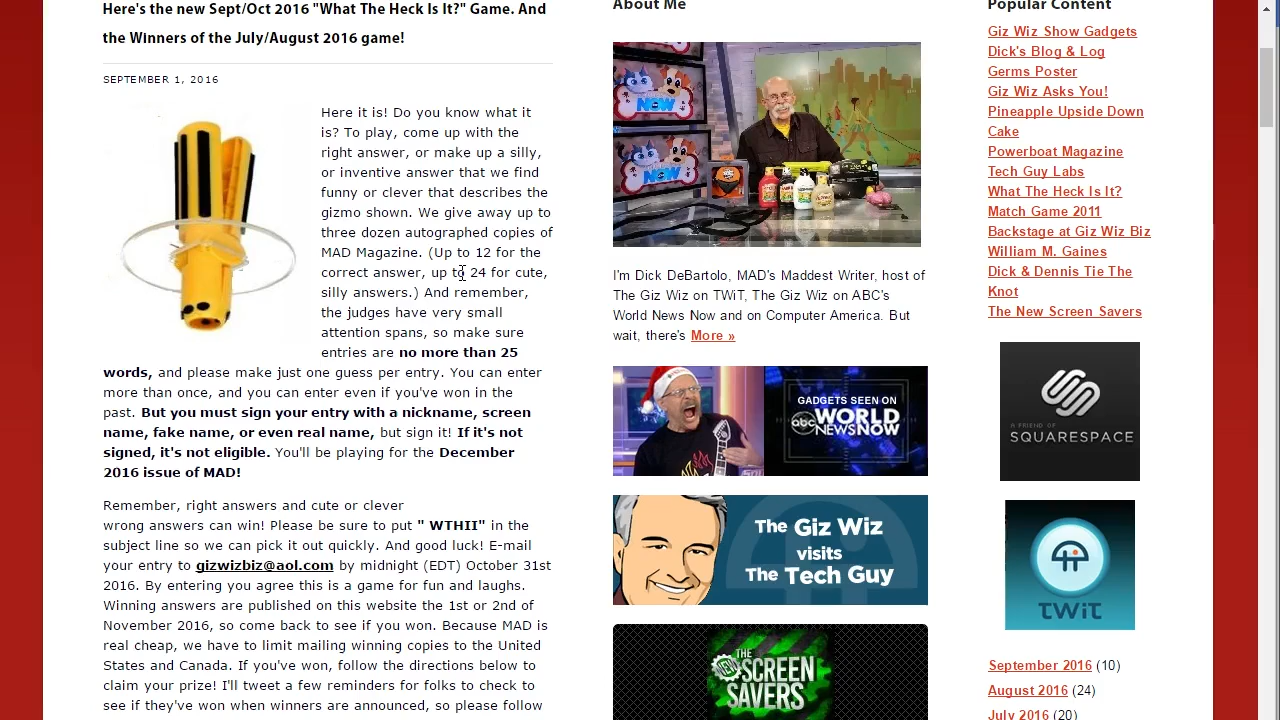 Here's the new Sept/Oct 2016 "What The Heck Is It?" Game. And
the Winners of the July/August 2016 game!
SEPTEMBER 1, 2016
Here it is! Do you know what it
is? To play, come up with the
right answer, or make up a silly,
or inventive answer that we find
funny or clever that describes the
gizmo shown. We give away up to
three dozen autographed copies of
MAD Magazine. (Up to 12 for the
correct answer, up to 24 for cute,
silly answers.) And remember,
the judges have very small
attention spans, so make sure
entries are no more than 25
words, and please make just one guess per entry. You can enter
more than once, and you can enter even if you've won in the
past. But you must sign your entry with a nickname, screen
name, fake name, or even real name, but sign it! If it's not
signed, it's not eligible. You'll be playing for the December
2016 issue of MAD!
Remember, right answers and cute or clever
wrong answers can win! Please be sure to put " WTHII" in the
subject line so we can pick it out quickly. And good luck! E-mail
your entry to gizwizbiz@aol.com by midnight (EDT) October 31st
2016. By entering you agree this is a game for fun and laughs.
Winning answers are published on this website the 1st or 2nd of
November 2016, so come back to see if you won. Because MAD is
real cheap, we have to limit mailing winning copies to the United
States and Canada. If you've won, follow the directions below to
claim your prize! I'll tweet a few reminders for folks to check to
see if they've won when winners are announced, so please follow
About Me
NOW
NOW
I'm Dick DeBartolo, MAD's Maddest Writer, host of
The Giz Wiz on TWiT, The Giz Wiz on ABC's
World News Now and on Computer America. But
wait, there's More »
GADGETS SEEN ON
abc WORLD
NEWS NOW
The Giz Wiz
visits
The Tech Guy
THE
NEW SCREEN
SAVERS
Popular Content
Giz Wiz Show Gadgets
Dick's Blog & Log
Germs Poster
Giz Wiz Asks You!
Pineapple Upside Down
Cake
Powerboat Magazine
Tech Guy Labs
What The Heck Is It?
Match Game 2011
Backstage at Giz Wiz Biz
William M. Gaines
Dick & Dennis Tie The
Knot
The New Screen Savers
A FRIEND OF
SQUARESPACE
TWiT
September 2016 (10)
August 2016 (24)
July 2016 (20)